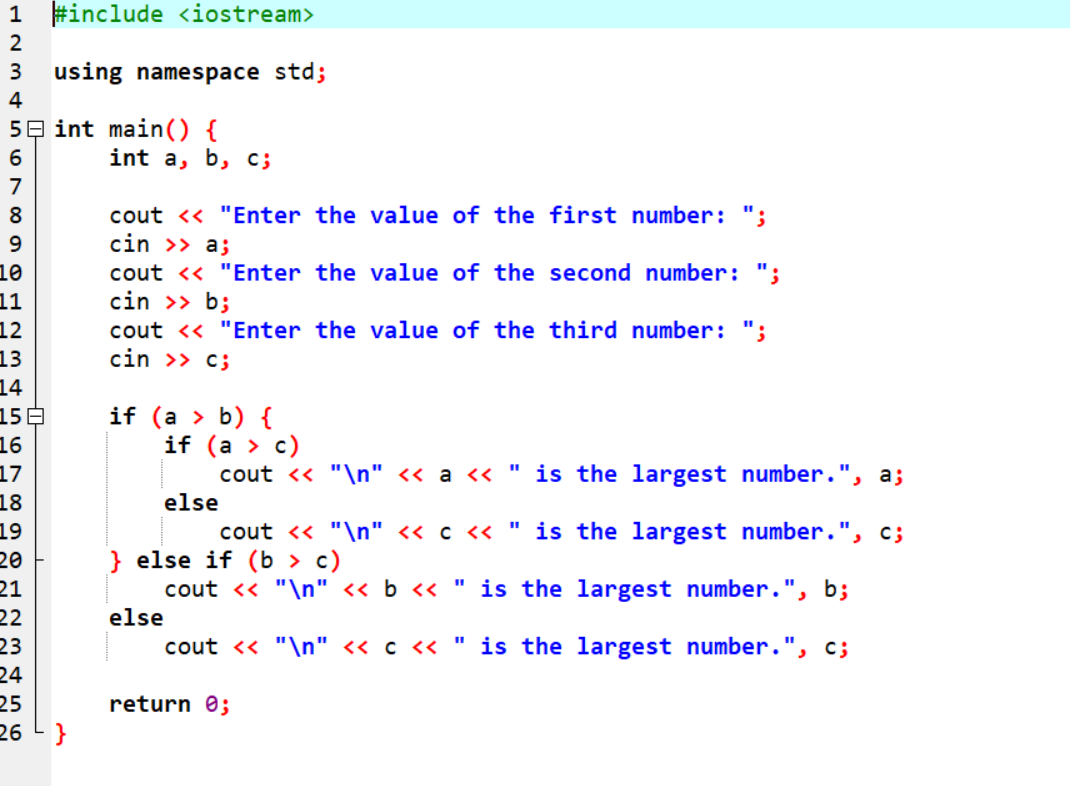 1 #include <iostream>
2
3 using namespace std;
4
5 int main() {
6     int a, b, c;
7
8     cout << "Enter the value of the first number: ";
9     cin >> a;
10     cout << "Enter the value of the second number: ";
11     cin >> b;
12     cout << "Enter the value of the third number: ";
13     cin >> c;
14
15     if (a > b) {
16         if (a > c)
17             cout << "\n" << a << " is the largest number.", a;
18         else
19             cout << "\n" << c << " is the largest number.", c;
20     } else if (b > c)
21         cout << "\n" << b << " is the largest number.", b;
22     else
23         cout << "\n" << c << " is the largest number.", c;
24
25     return 0;
26 }